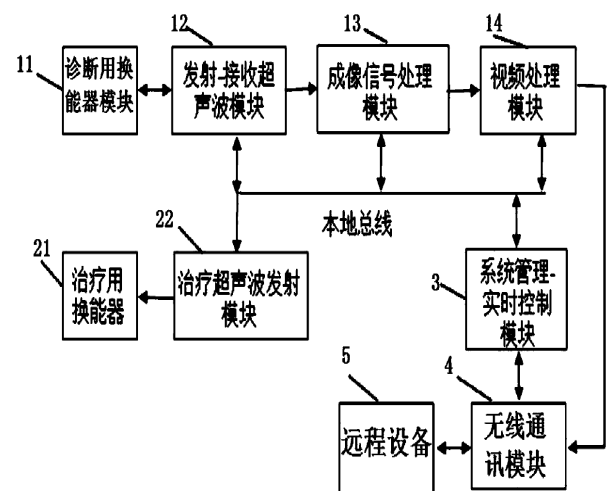 12
13
14
11
诊断用换
能器模块
发射-接收超
声波模块
成像信号处理
模块
视频处理
模块
本地总线
22
21
治疗用
换能器
治疗超声波发射
模块
3
系统管理-
实时控制
模块
5
4
远程设备
无线通
讯模块